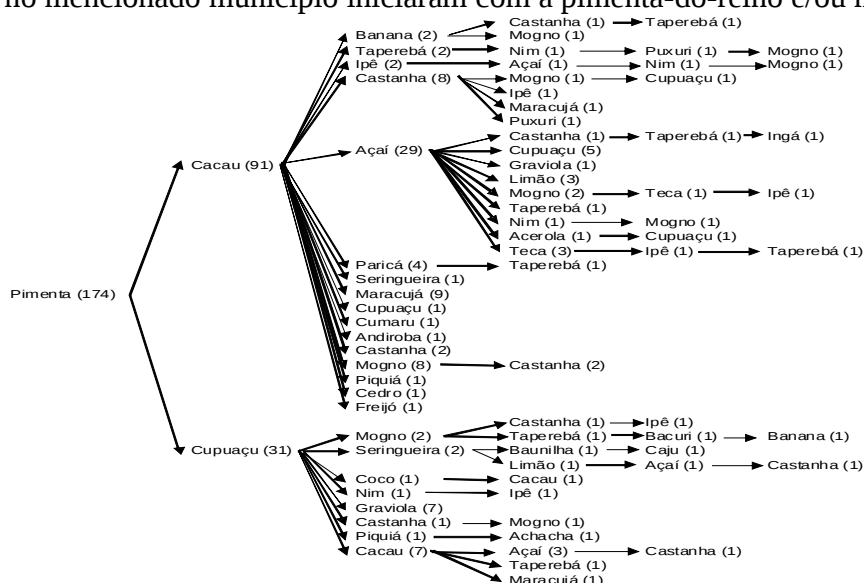 no mencionado município iniciaram com a pimenta-do-reino e/ou
Castanha (1) Taperebá (1)
Banana (2) Mogno (1)
Taperebá (2) Nim (1) Puxuri (1) Mogno (1)
Ipê (2) Açaí (1) Nim (1) Mogno (1)
Castanha (8) Mogno (1) Cupuaçu (1)
Ipê (1)
Maracujá (1)
Puxuri (1)
Castanha (1) Taperebá (1) Ingá (1)
Açaí (29) Cupuaçu (5)
Cacau (91) Graviola (1)
Limão (3)
Mogno (2) Teca (1) Ipê (1)
Taperebá (1)
Nim (1) Mogno (1)
Acerola (1) Cupuaçu (1)
Teca (3) Ipê (1) Taperebá (1)
Paricá (4) Taperebá (1)
Seringueira (1)
Pimenta (174) Maracujá (9)
Cupuaçu (1)
Cumaru (1)
Andiroba (1)
Castanha (2)
Mogno (8) Castanha (2)
Piquiá (1)
Cedro (1)
Freijó (1)
Castanha (1) Ipê (1)
Mogno (2) Taperebá (1) Bacuri (1) Banana (1)
Cupuaçu (31) Seringueira (2) Baunilha (1) Caju (1)
Limão (1) Açaí (1) Castanha (1)
Coco (1) Cacau (1)
Nim (1) Ipê (1)
Graviola (7)
Castanha (1) Mogno (1)
Piquiá (1) Achacha (1)
Cacau (7) Açaí (3) Castanha (1)
Taperebá (1)
Maracujá (1)